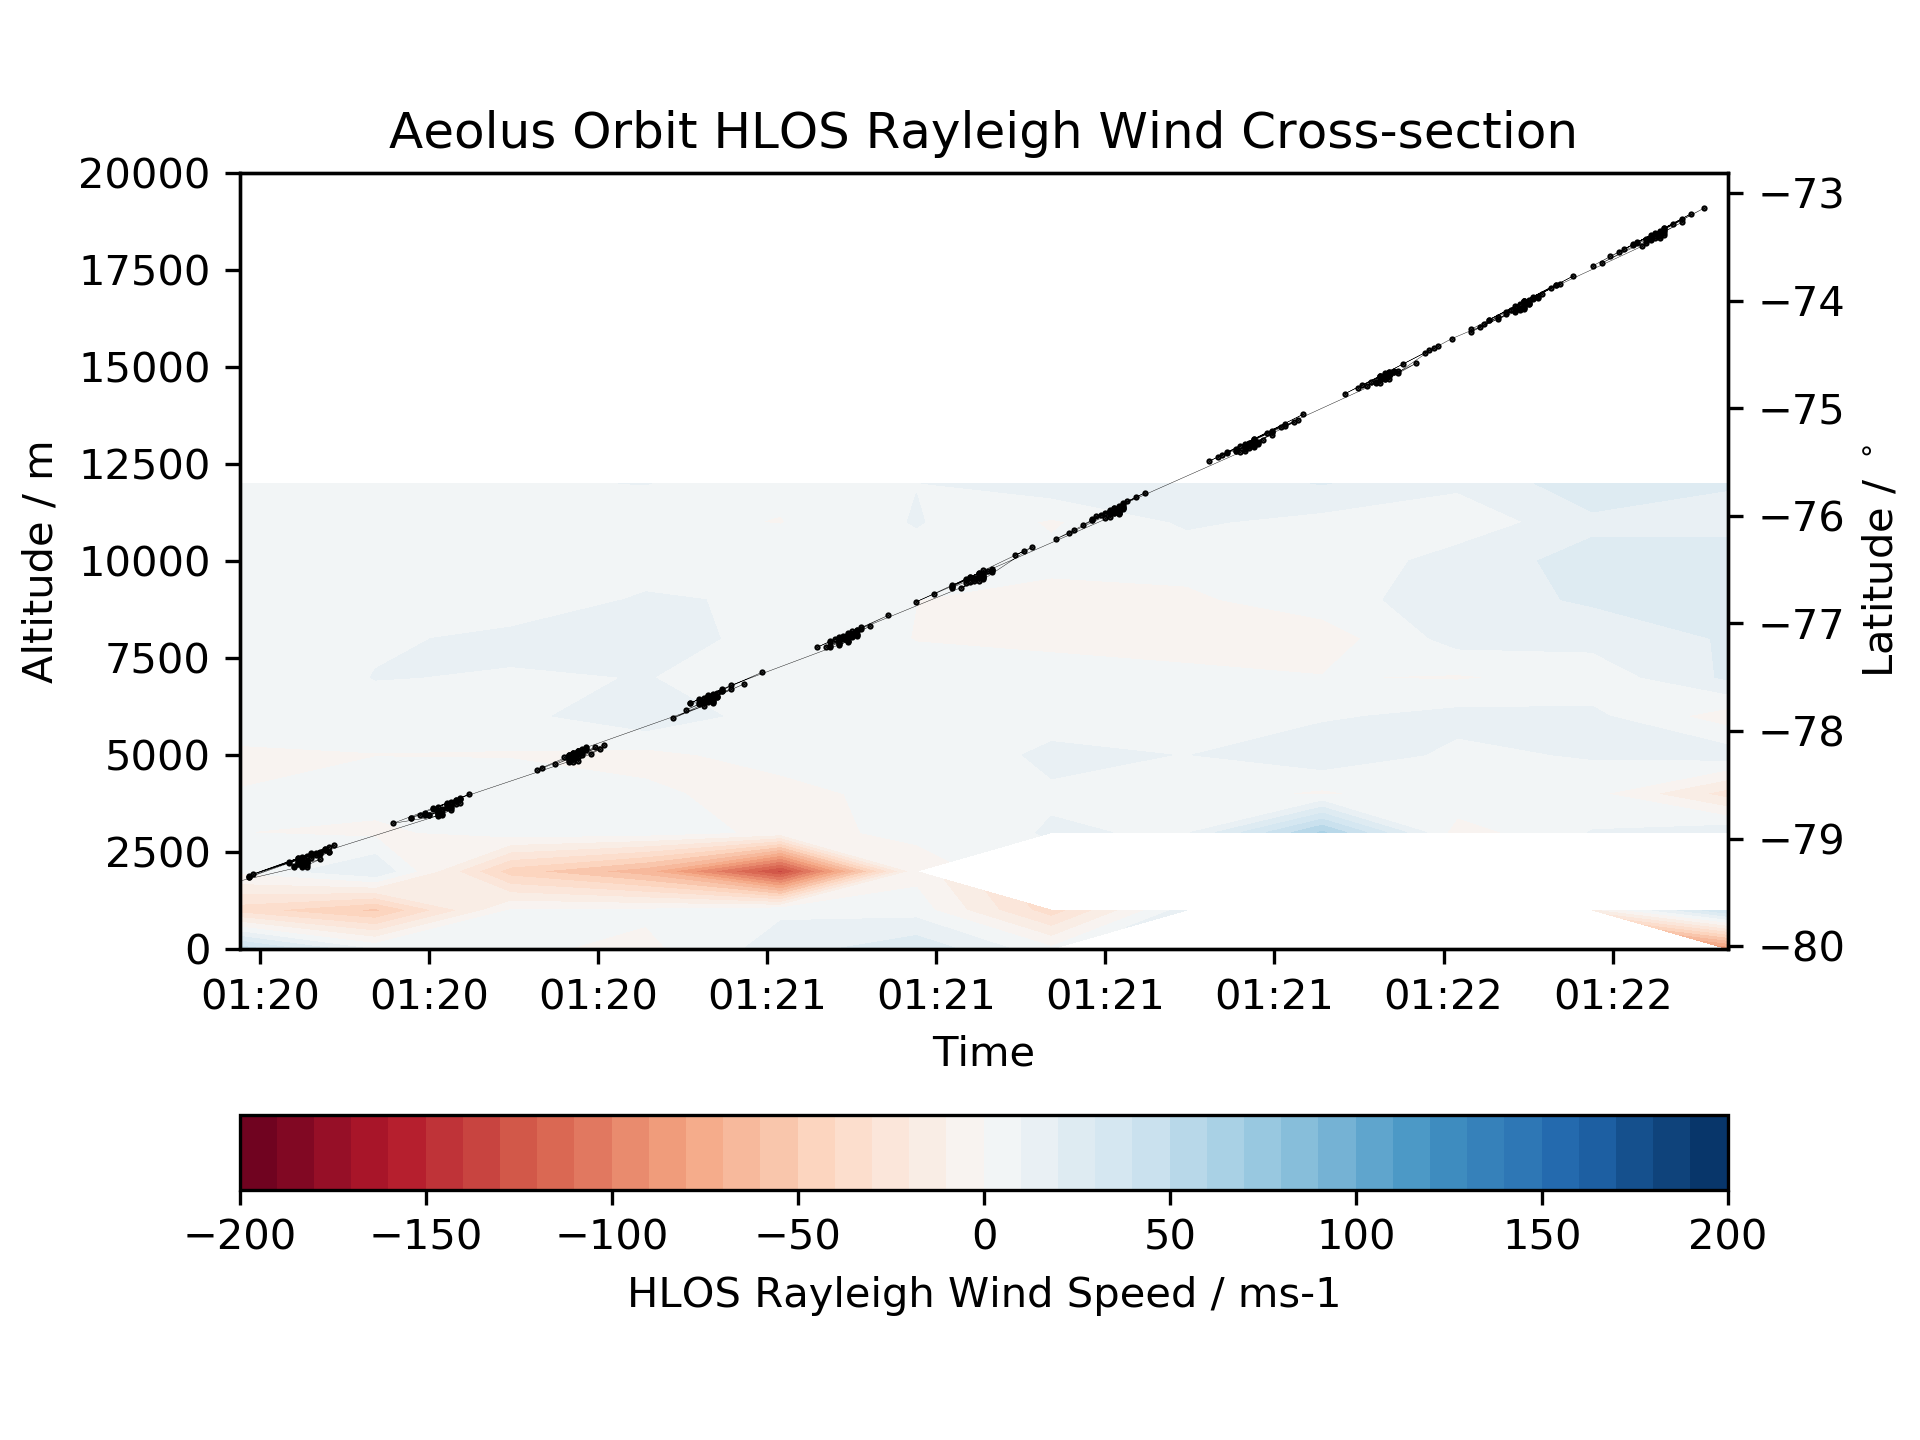 Aeolus Orbit HLOS Rayleigh Wind Cross-section
20000
17500
15000
12500
10000
7500
5000
2500
0
Altitude / m
−73
−74
−75
−76
−77
−78
−79
−80
Latitude / °
01:20 01:20 01:20 01:21 01:21 01:21 01:21 01:22 01:22
Time
−200 −150 −100 −50 0 50 100 150 200
HLOS Rayleigh Wind Speed / ms-1